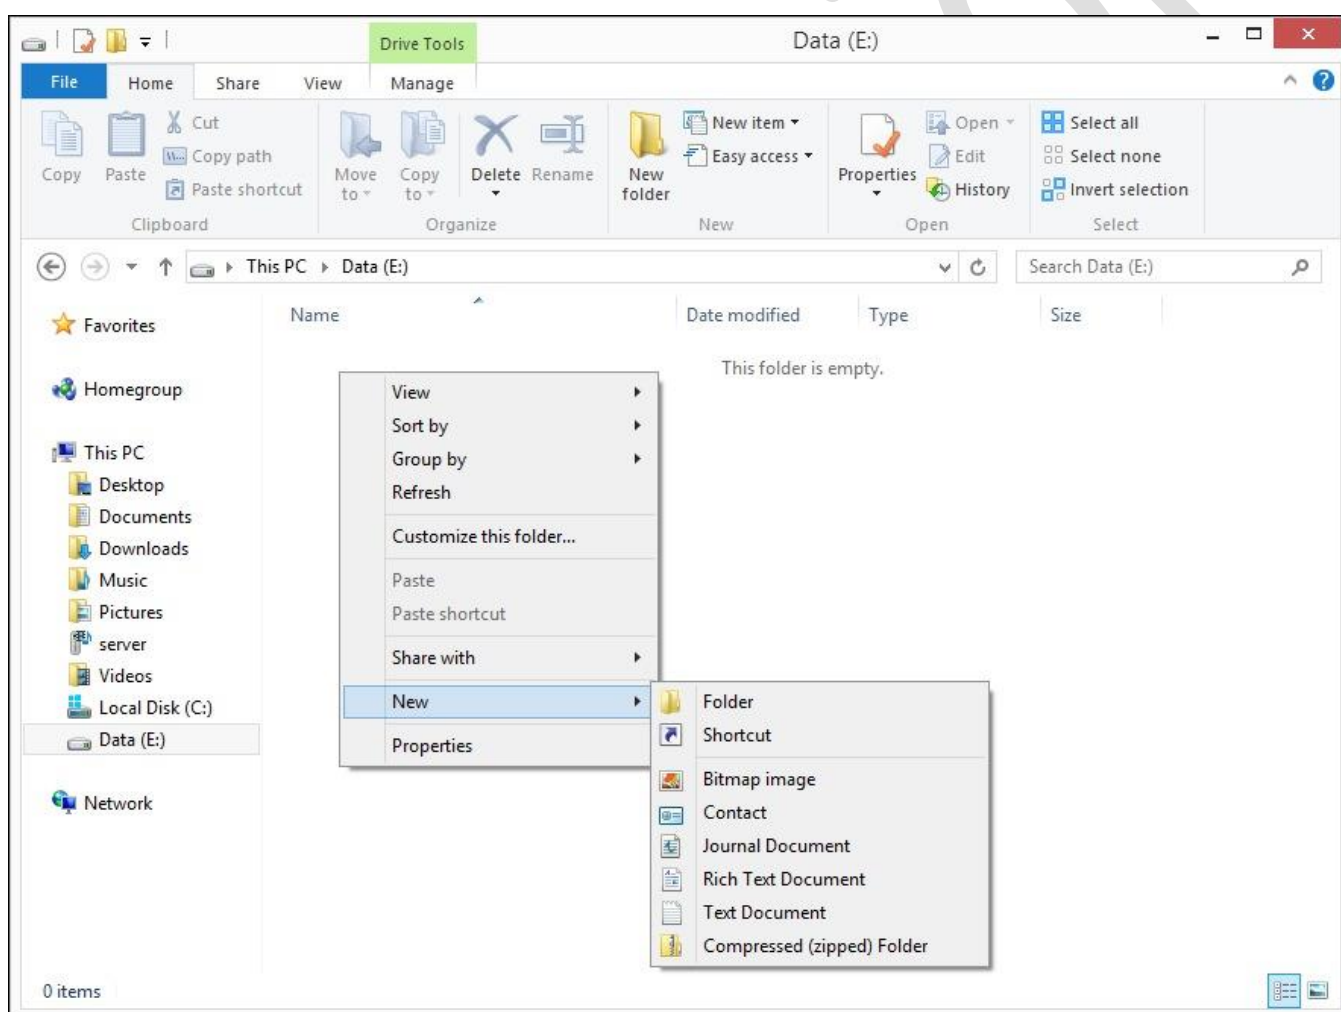 Drive Tools
Data (E:)
File Home Share View Manage
Copy
Paste
Cut
Copy path
Paste shortcut
Clipboard
Move to
Copy to
Delete
Rename
Organize
New folder
New item
Easy access
New
Properties
Open
Edit
History
Open
Select all
Select none
Invert selection
Select
This PC Data (E:)
Search Data (E:)
Favorites
Homegroup
This PC
Desktop
Documents
Downloads
Music
Pictures
server
Videos
Local Disk (C:)
Data (E:)
Network
Name Date modified Type Size
This folder is empty.
View
Sort by
Group by
Refresh
Customize this folder...
Paste
Paste shortcut
Share with
New
Properties
Folder
Shortcut
Bitmap image
Contact
Journal Document
Rich Text Document
Text Document
Compressed (zipped) Folder
0 items